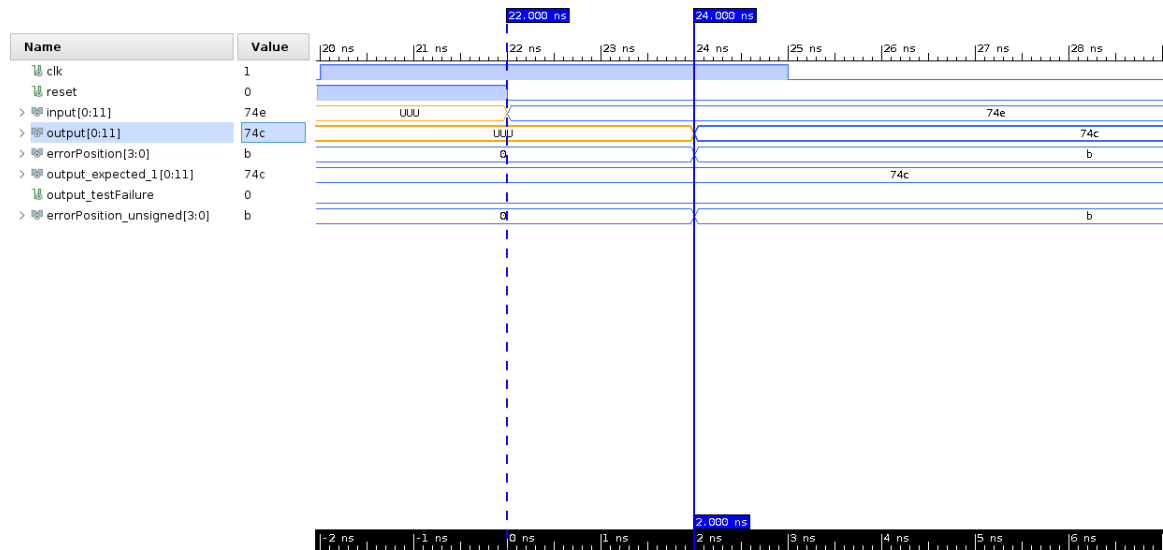 22.000 ns 24.000 ns
Name Value 20 ns 21 ns 22 ns 23 ns 24 ns 25 ns 26 ns 27 ns 28 ns
clk 1
reset 0
input[0:11] 74e UUU 74e
output[0:11] 74c UUU 74c
errorPosition[3:0] b 0 b
output_expected_1[0:11] 74c 74c
output_testFailure 0
errorPosition_unsigned[3:0] b 0 b
2.000 ns
-2 ns -1 ns 0 ns 1 ns 2 ns 3 ns 4 ns 5 ns 6 ns